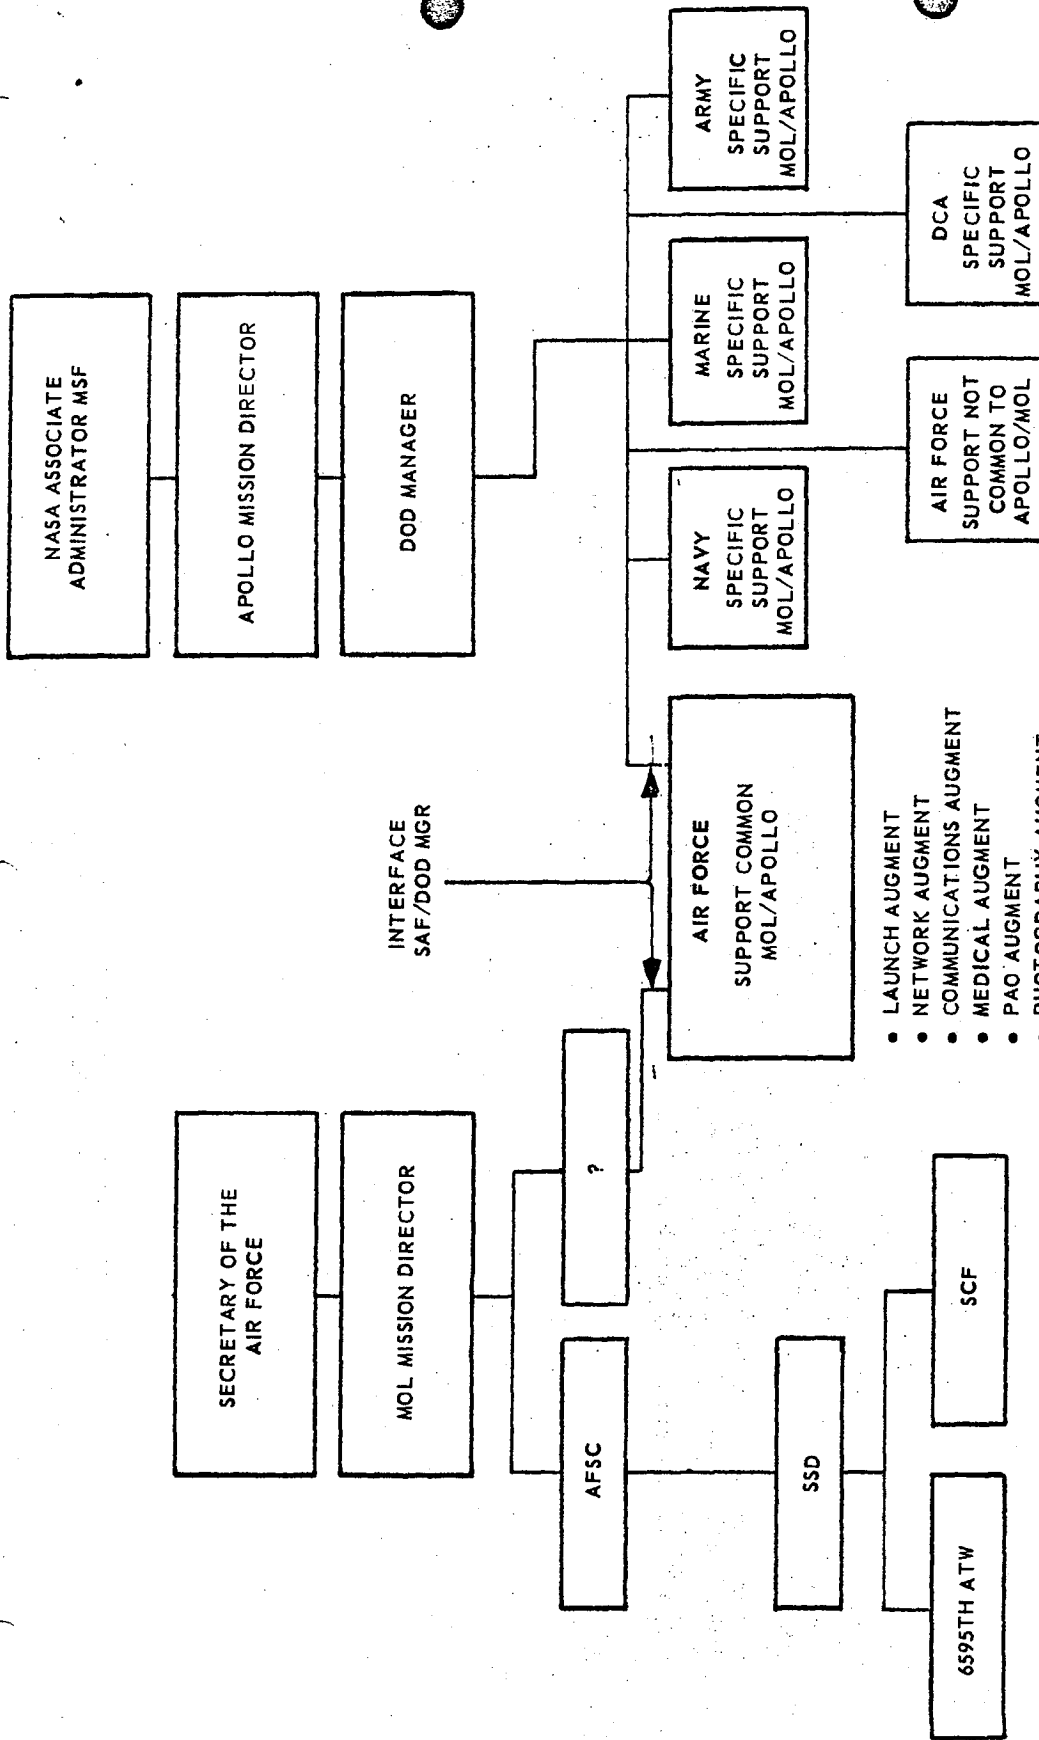 NASA ASSOCIATE
ADMINISTRATOR MSF
SECRETARY OF THE
AIR FORCE
APOLLO MISSION DIRECTOR
MOL MISSION DIRECTOR
DOD MANAGER
INTERFACE
SAF/DOD MGR
AFSC
?
AIR FORCE
SUPPORT COMMON
MOL/APOLLO
NAVY
SPECIFIC
SUPPORT
MOL/APOLLO
MARINE
SPECIFIC
SUPPORT
MOL/APOLLO
ARMY
SPECIFIC
SUPPORT
MOL/APOLLO
SSD
6595TH ATW
SCF
• LAUNCH AUGMENT
• NETWORK AUGMENT
• COMMUNICATIONS AUGMENT
• MEDICAL AUGMENT
• PAO AUGMENT
• PHOTOGRAPHY AUGMENT
AIR FORCE
SUPPORT NOT
COMMON TO
APOLLO/MOL
DCA
SPECIFIC
SUPPORT
MOL/APOLLO